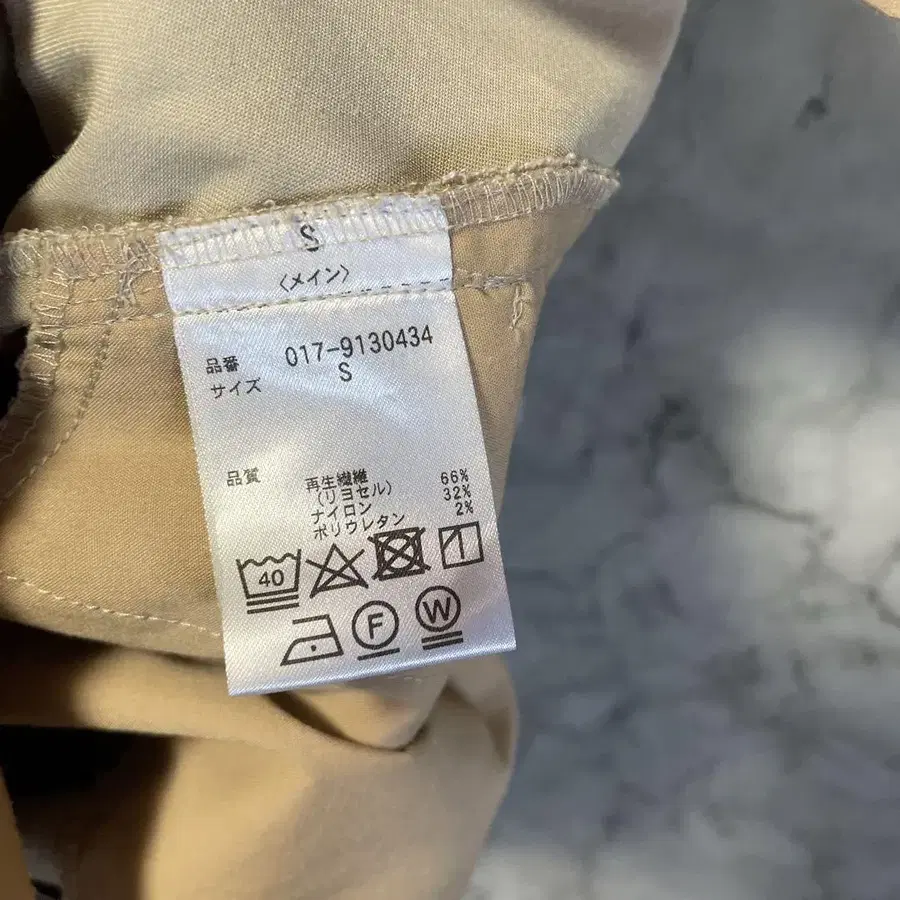 S
〈メイン〉
品番 017-9130434
サイズ S
品質 再生繊維 66%
(リヨセル)
ナイロン 32%
ポリウレタン 2%
40
F W